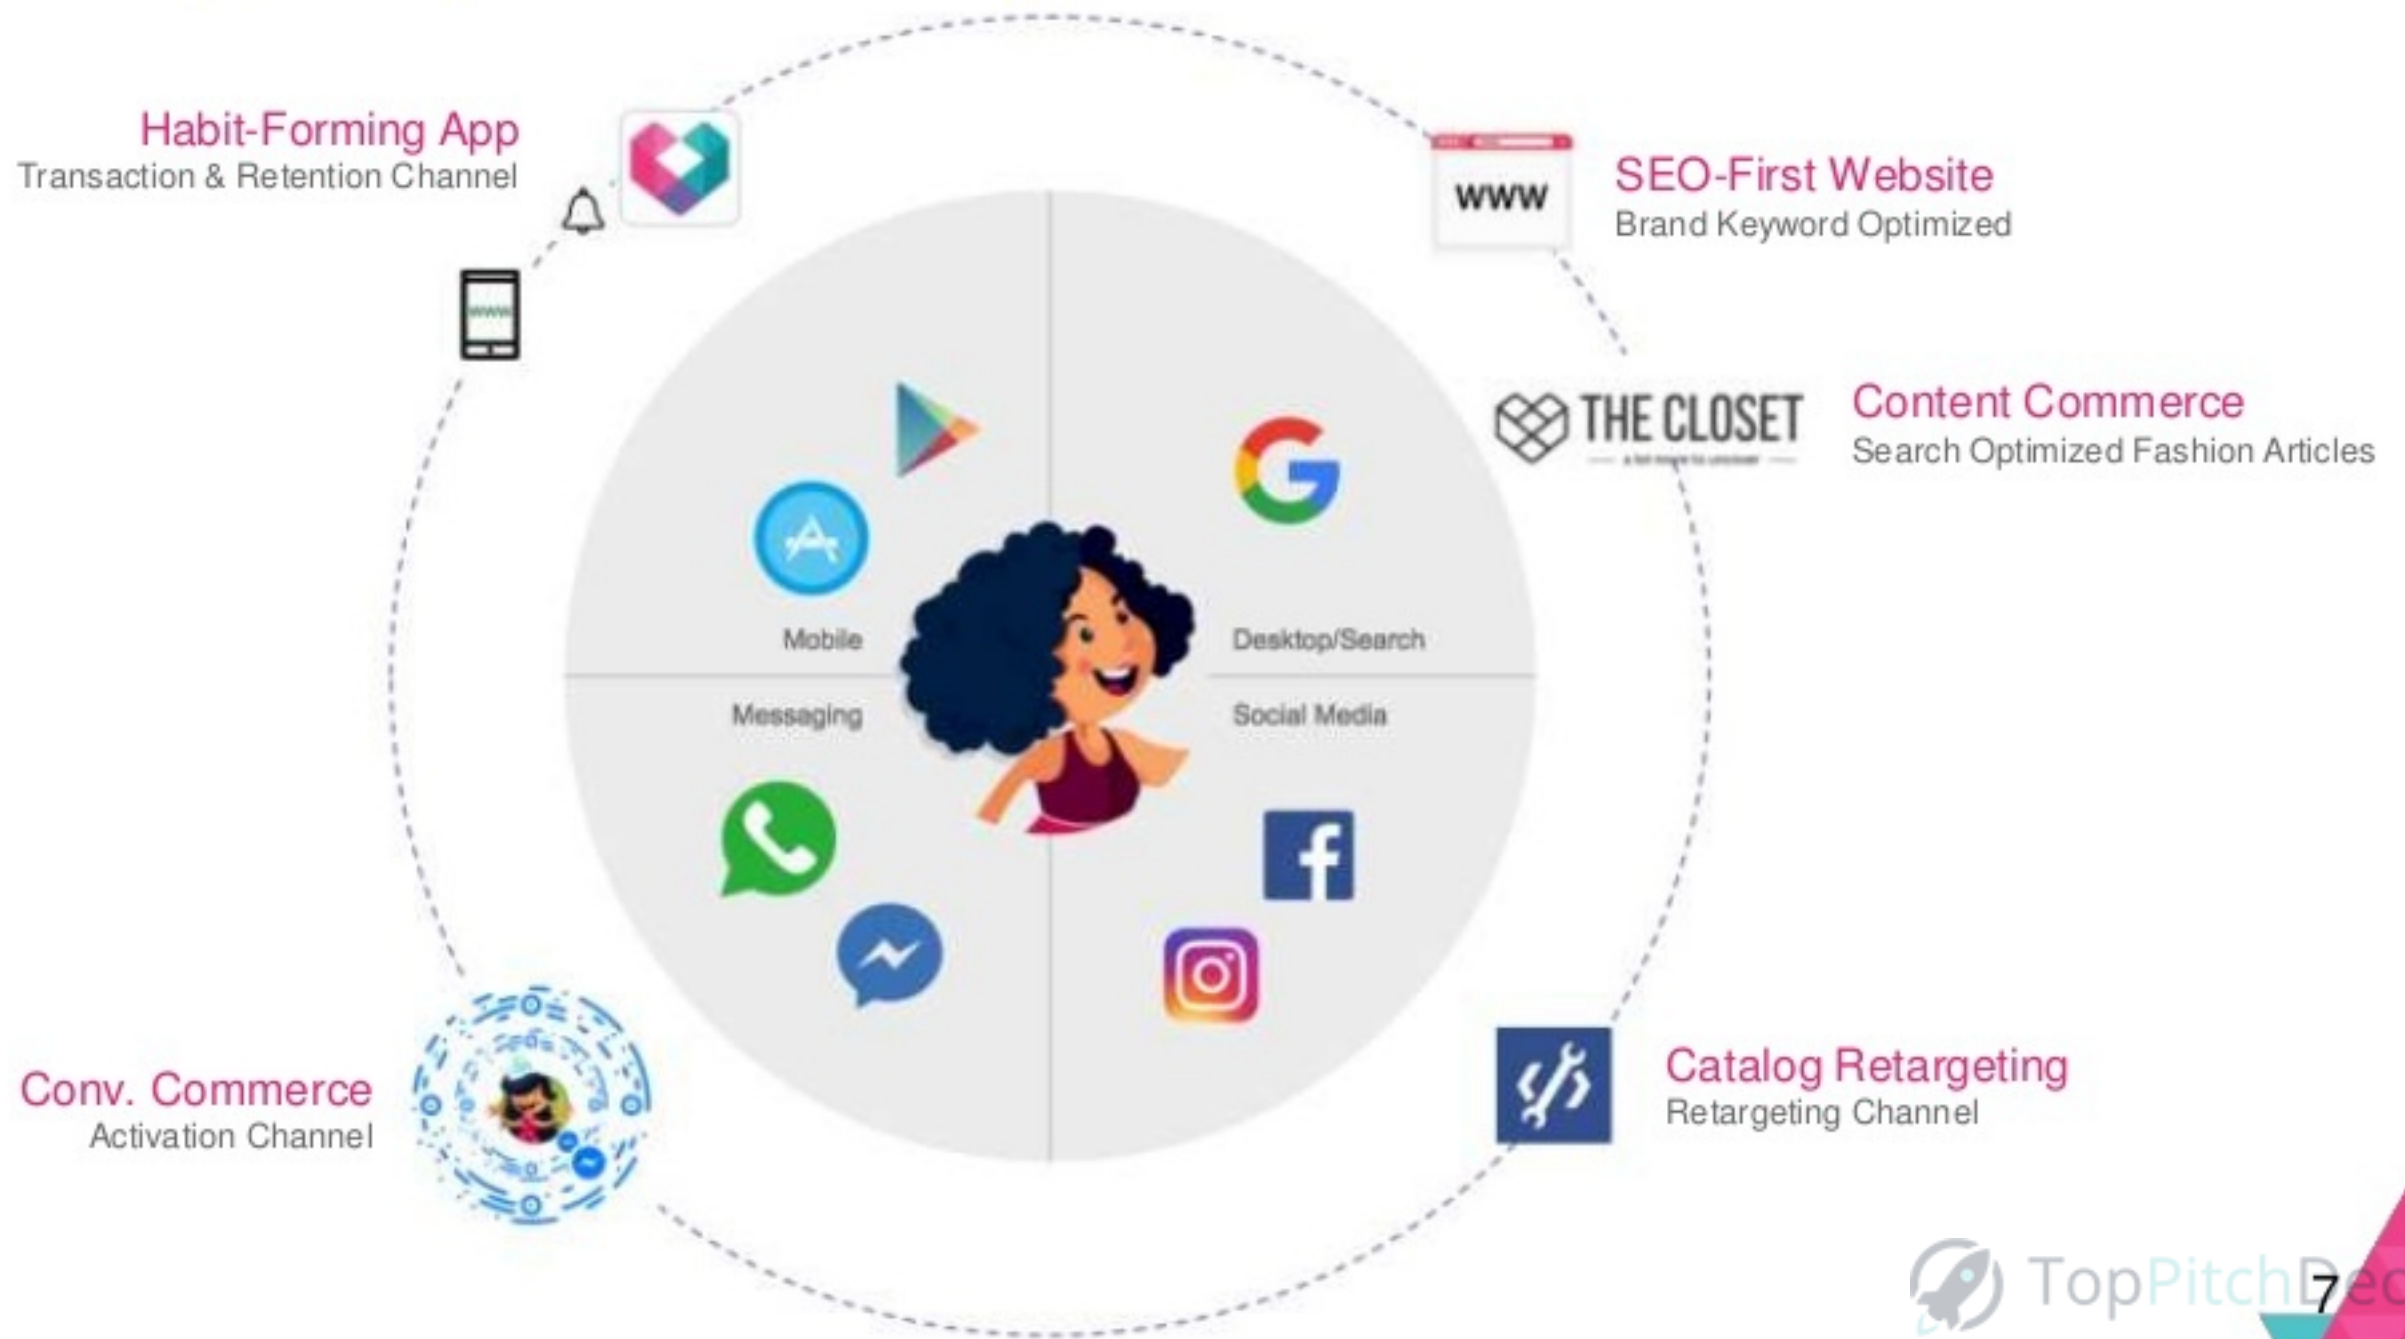 Habit-Forming App
Transaction & Retention Channel
www
www
SEO-First Website
Brand Keyword Optimized
THE CLOSET
Content Commerce
Search Optimized Fashion Articles
Mobile
Desktop/Search
Messaging
Social Media
Conv. Commerce
Activation Channel
Catalog Retargeting
Retargeting Channel
TopPitchDec
7